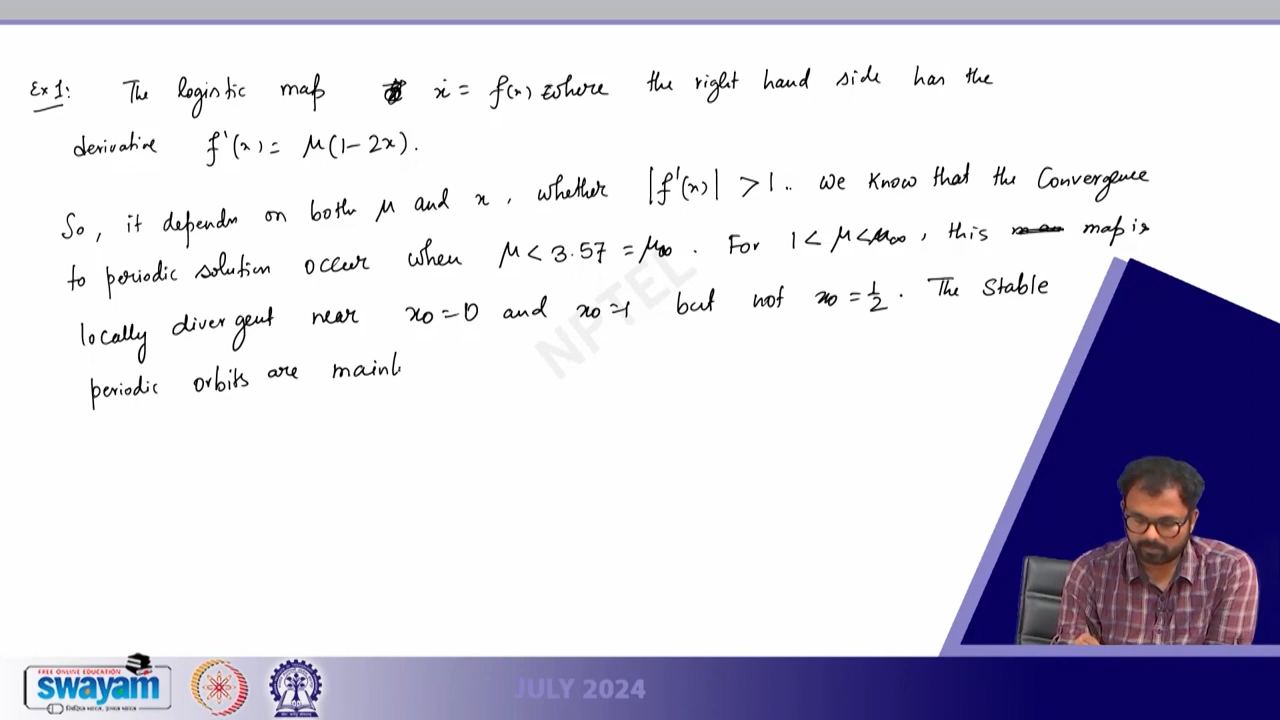 Ex 1: The logistic map ẋ = f(x) where the right hand side has the
derivative f'(x) = μ(1-2x).
So, it depends on both μ and x, whether |f'(x)| > 1.. We know that the Convergence
to periodic solution occur when μ < 3.57 = μ∞. For 1 < μ < μ∞, this map is
locally divergent near x0 = 0 and x0 = 1 but not x0 = 1/2. The stable
periodic orbits are mainl
NPTEL
FREE ONLINE EDUCATION
swayam
JULY 2024